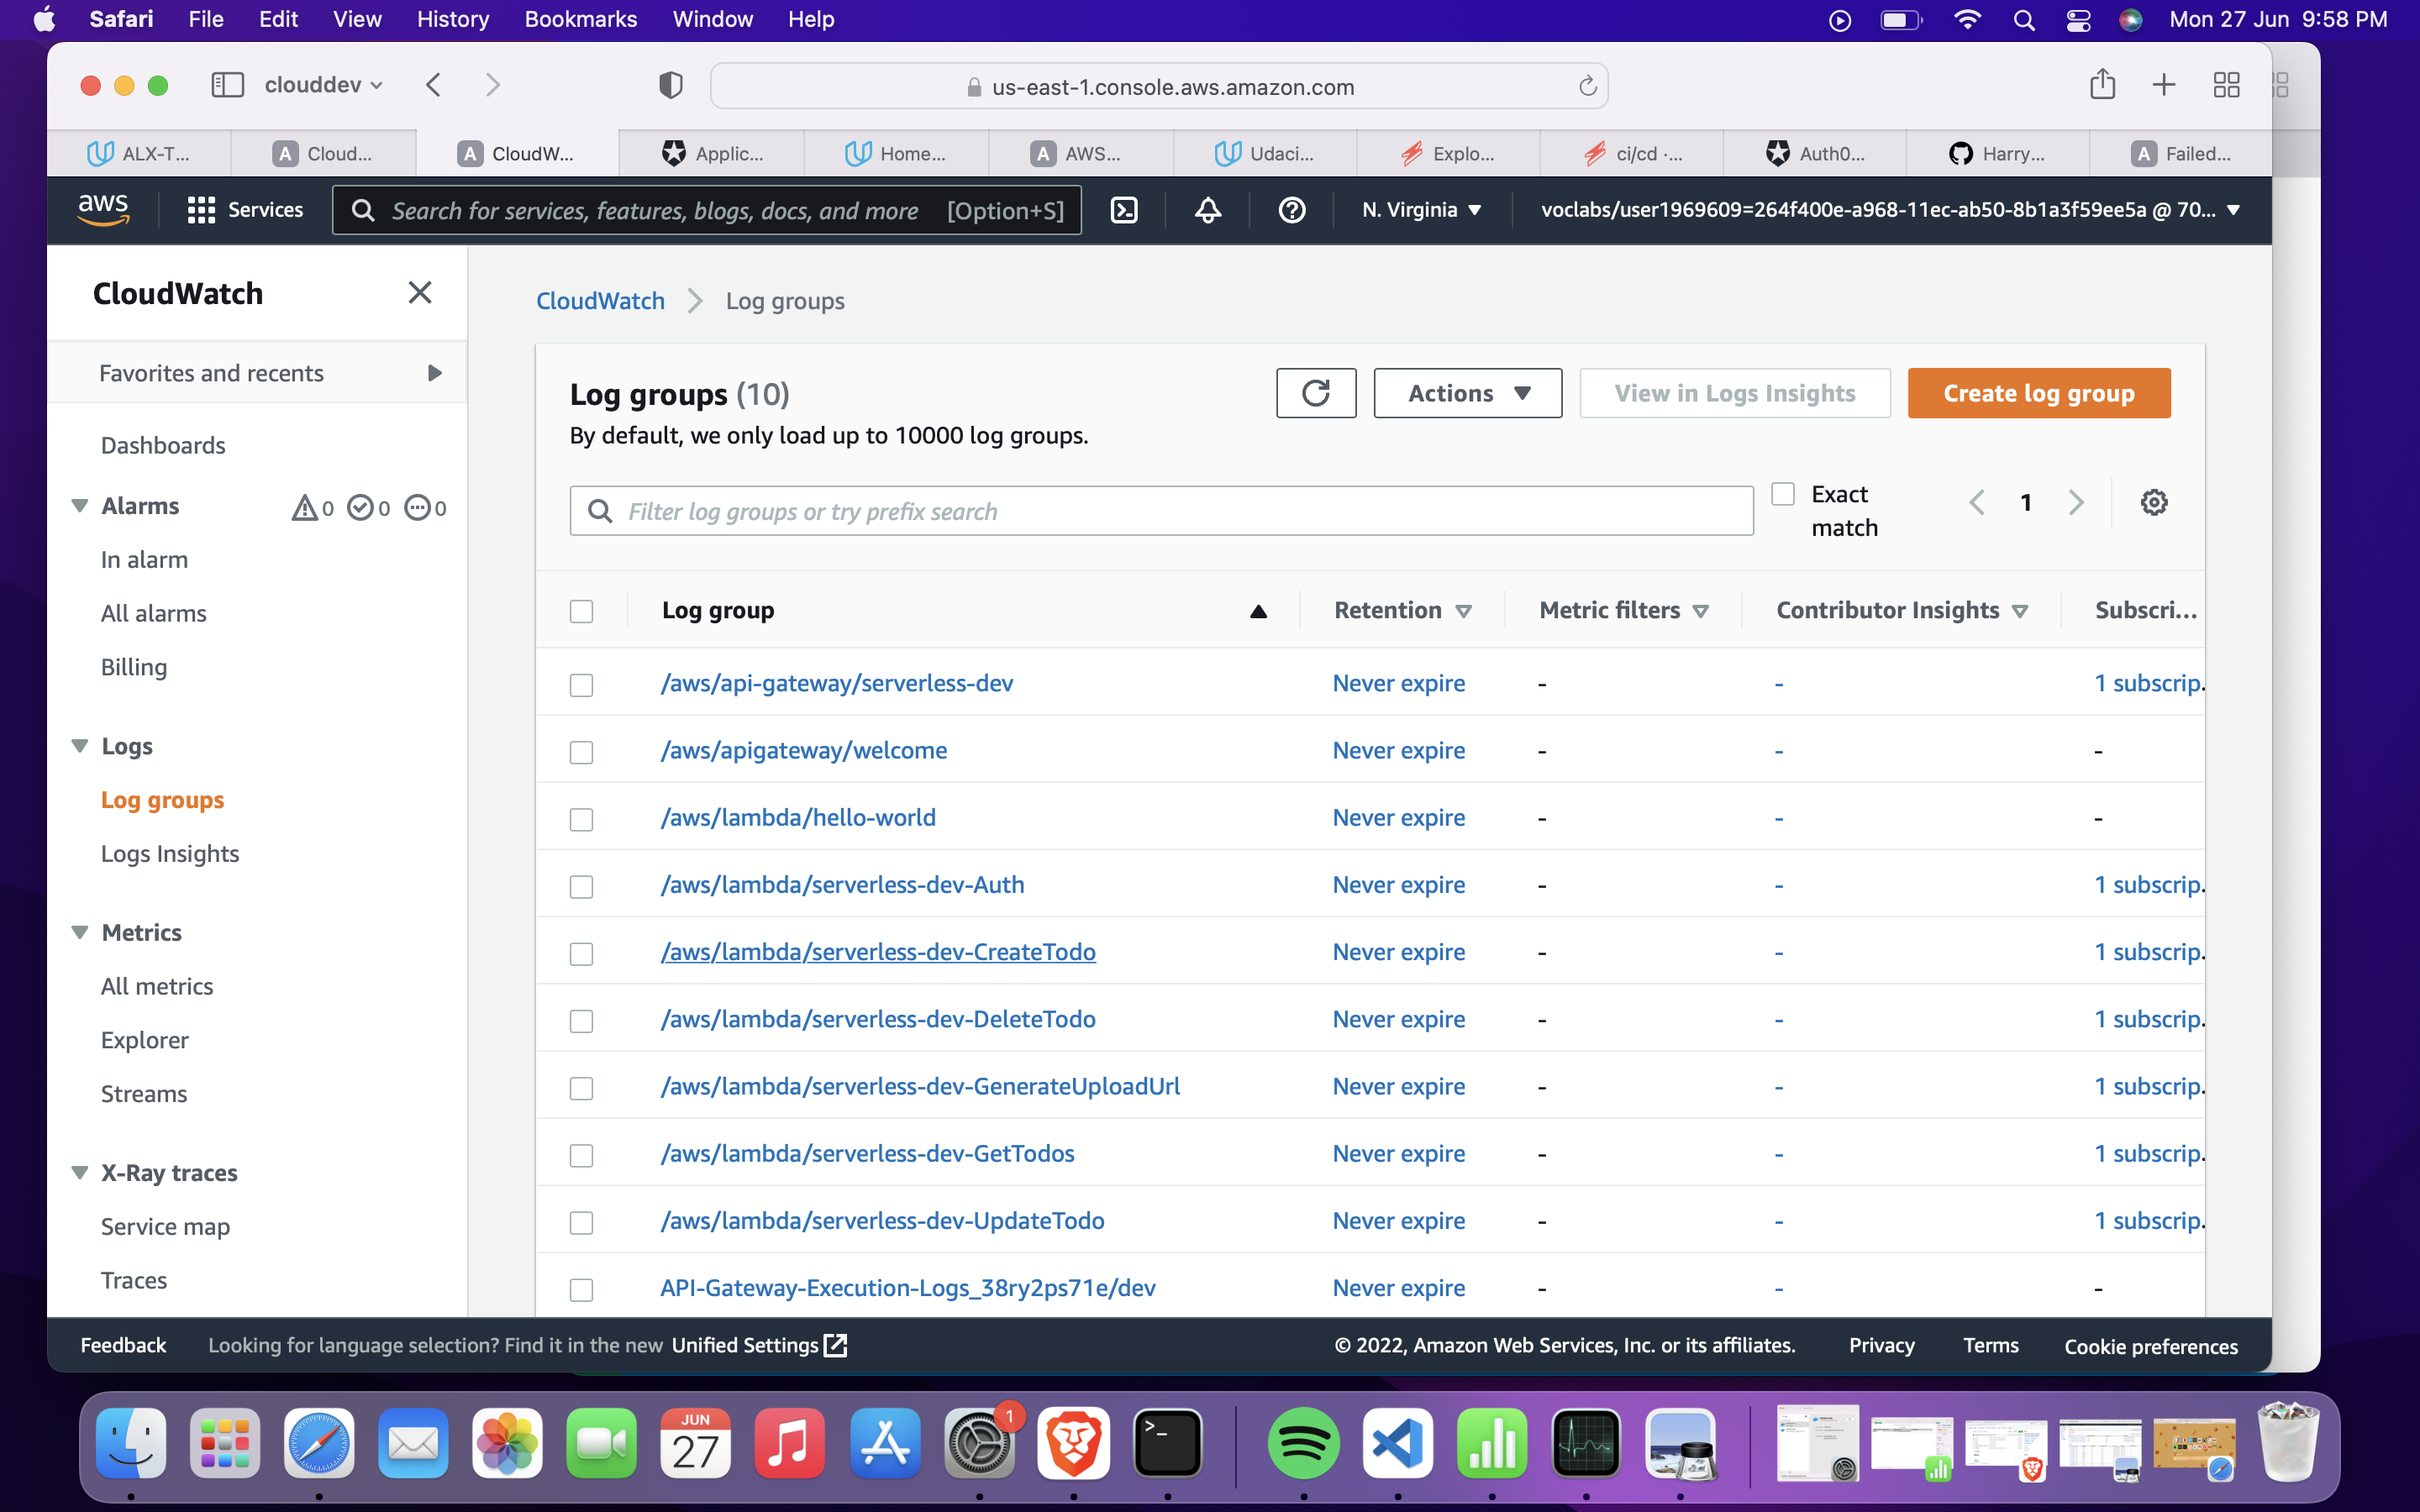 Safari File Edit View History Bookmarks Window Help Mon 27 Jun 9:58 PM
clouddev us-east-1.console.aws.amazon.com
ALX-T... A Cloud... A CloudW... Applic... Home... A AWS... Udaci... Explo... ci/cd ·... Auth0... Harry... A Failed...
aws Services Search for services, features, blogs, docs, and more [Option+S] N. Virginia voclabs/user1969609=264f400e-a968-11ec-ab50-8b1a3f59ee5a @ 70...
CloudWatch
Favorites and recents
Dashboards
Alarms 0 0 0
In alarm
All alarms
Billing
Logs
Log groups
Logs Insights
Metrics
All metrics
Explorer
Streams
X-Ray traces
Service map
Traces
CloudWatch > Log groups
Log groups (10) Actions View in Logs Insights Create log group
By default, we only load up to 10000 log groups.
Filter log groups or try prefix search Exact match 1
Log group Retention Metric filters Contributor Insights Subscri...
/aws/api-gateway/serverless-dev Never expire - - 1 subscrip.
/aws/apigateway/welcome Never expire - - -
/aws/lambda/hello-world Never expire - - -
/aws/lambda/serverless-dev-Auth Never expire - - 1 subscrip.
/aws/lambda/serverless-dev-CreateTodo Never expire - - 1 subscrip.
/aws/lambda/serverless-dev-DeleteTodo Never expire - - 1 subscrip.
/aws/lambda/serverless-dev-GenerateUploadUrl Never expire - - 1 subscrip.
/aws/lambda/serverless-dev-GetTodos Never expire - - 1 subscrip.
/aws/lambda/serverless-dev-UpdateTodo Never expire - - 1 subscrip.
API-Gateway-Execution-Logs_38ry2ps71e/dev Never expire - - -
Feedback Looking for language selection? Find it in the new Unified Settings © 2022, Amazon Web Services, Inc. or its affiliates. Privacy Terms Cookie preferences
JUN
27
1
>_